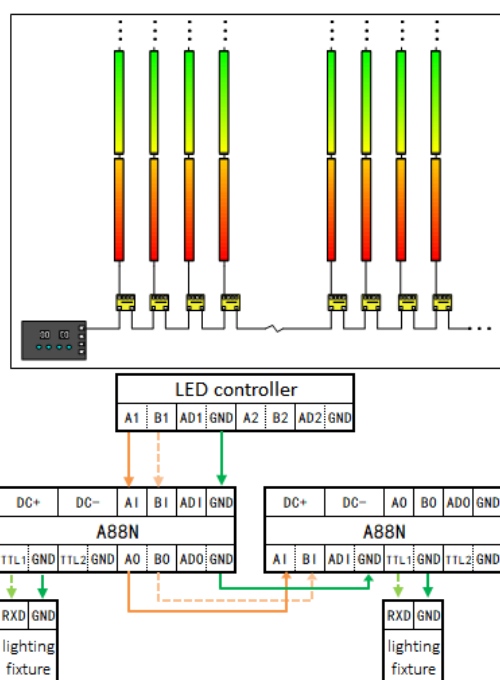 LED controller
A1 B1 AD1 GND A2 B2 AD2 GND
DC+ DC- AI BI ADI GND
A88N
TTL1 GND TTL2 GND AO BO ADO GND
DC+ DC- AO BO ADO GND
A88N
AI BI ADI GND TTL1 GND TTL2 GND
RXD GND
lighting
fixture
RXD GND
lighting
fixture